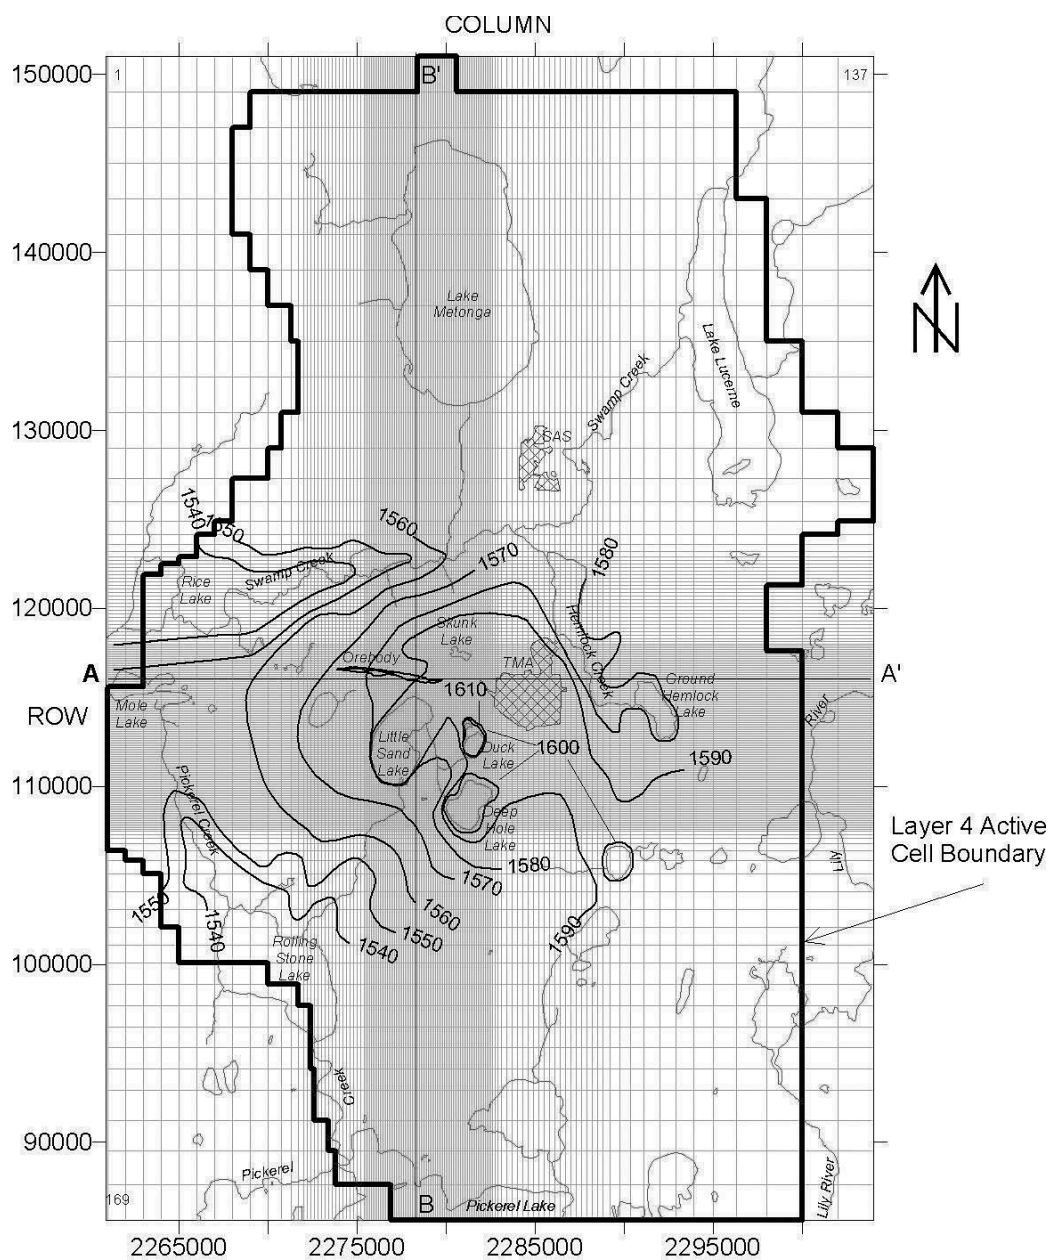 COLUMN
150000
1
B'
137
140000
Lake
Metonga
Lake Lucerne
Swamp Creek
130000
SAS
1540
1550
1560
1570
1580
Swamp Creek
Rice
Lake
120000
Hemlock Creek
Skunk
Lake
Orebody
TMA
A
A'
1610
Ground
Hemlock
Lake
ROW
Mole
Lake
River
Little
Sand
Lake
Duck
Lake
1600
1590
Pickerel Creek
110000
Deep
Hole
Lake
Layer 4 Active
Cell Boundary
Lily
1580
1570
1550
1540
1560
1550
1540
1590
Rolling
Stone
Lake
100000
Creek
90000
Pickerel
169
B
Pickerel Lake
Lily River
2265000
2275000
2285000
2295000